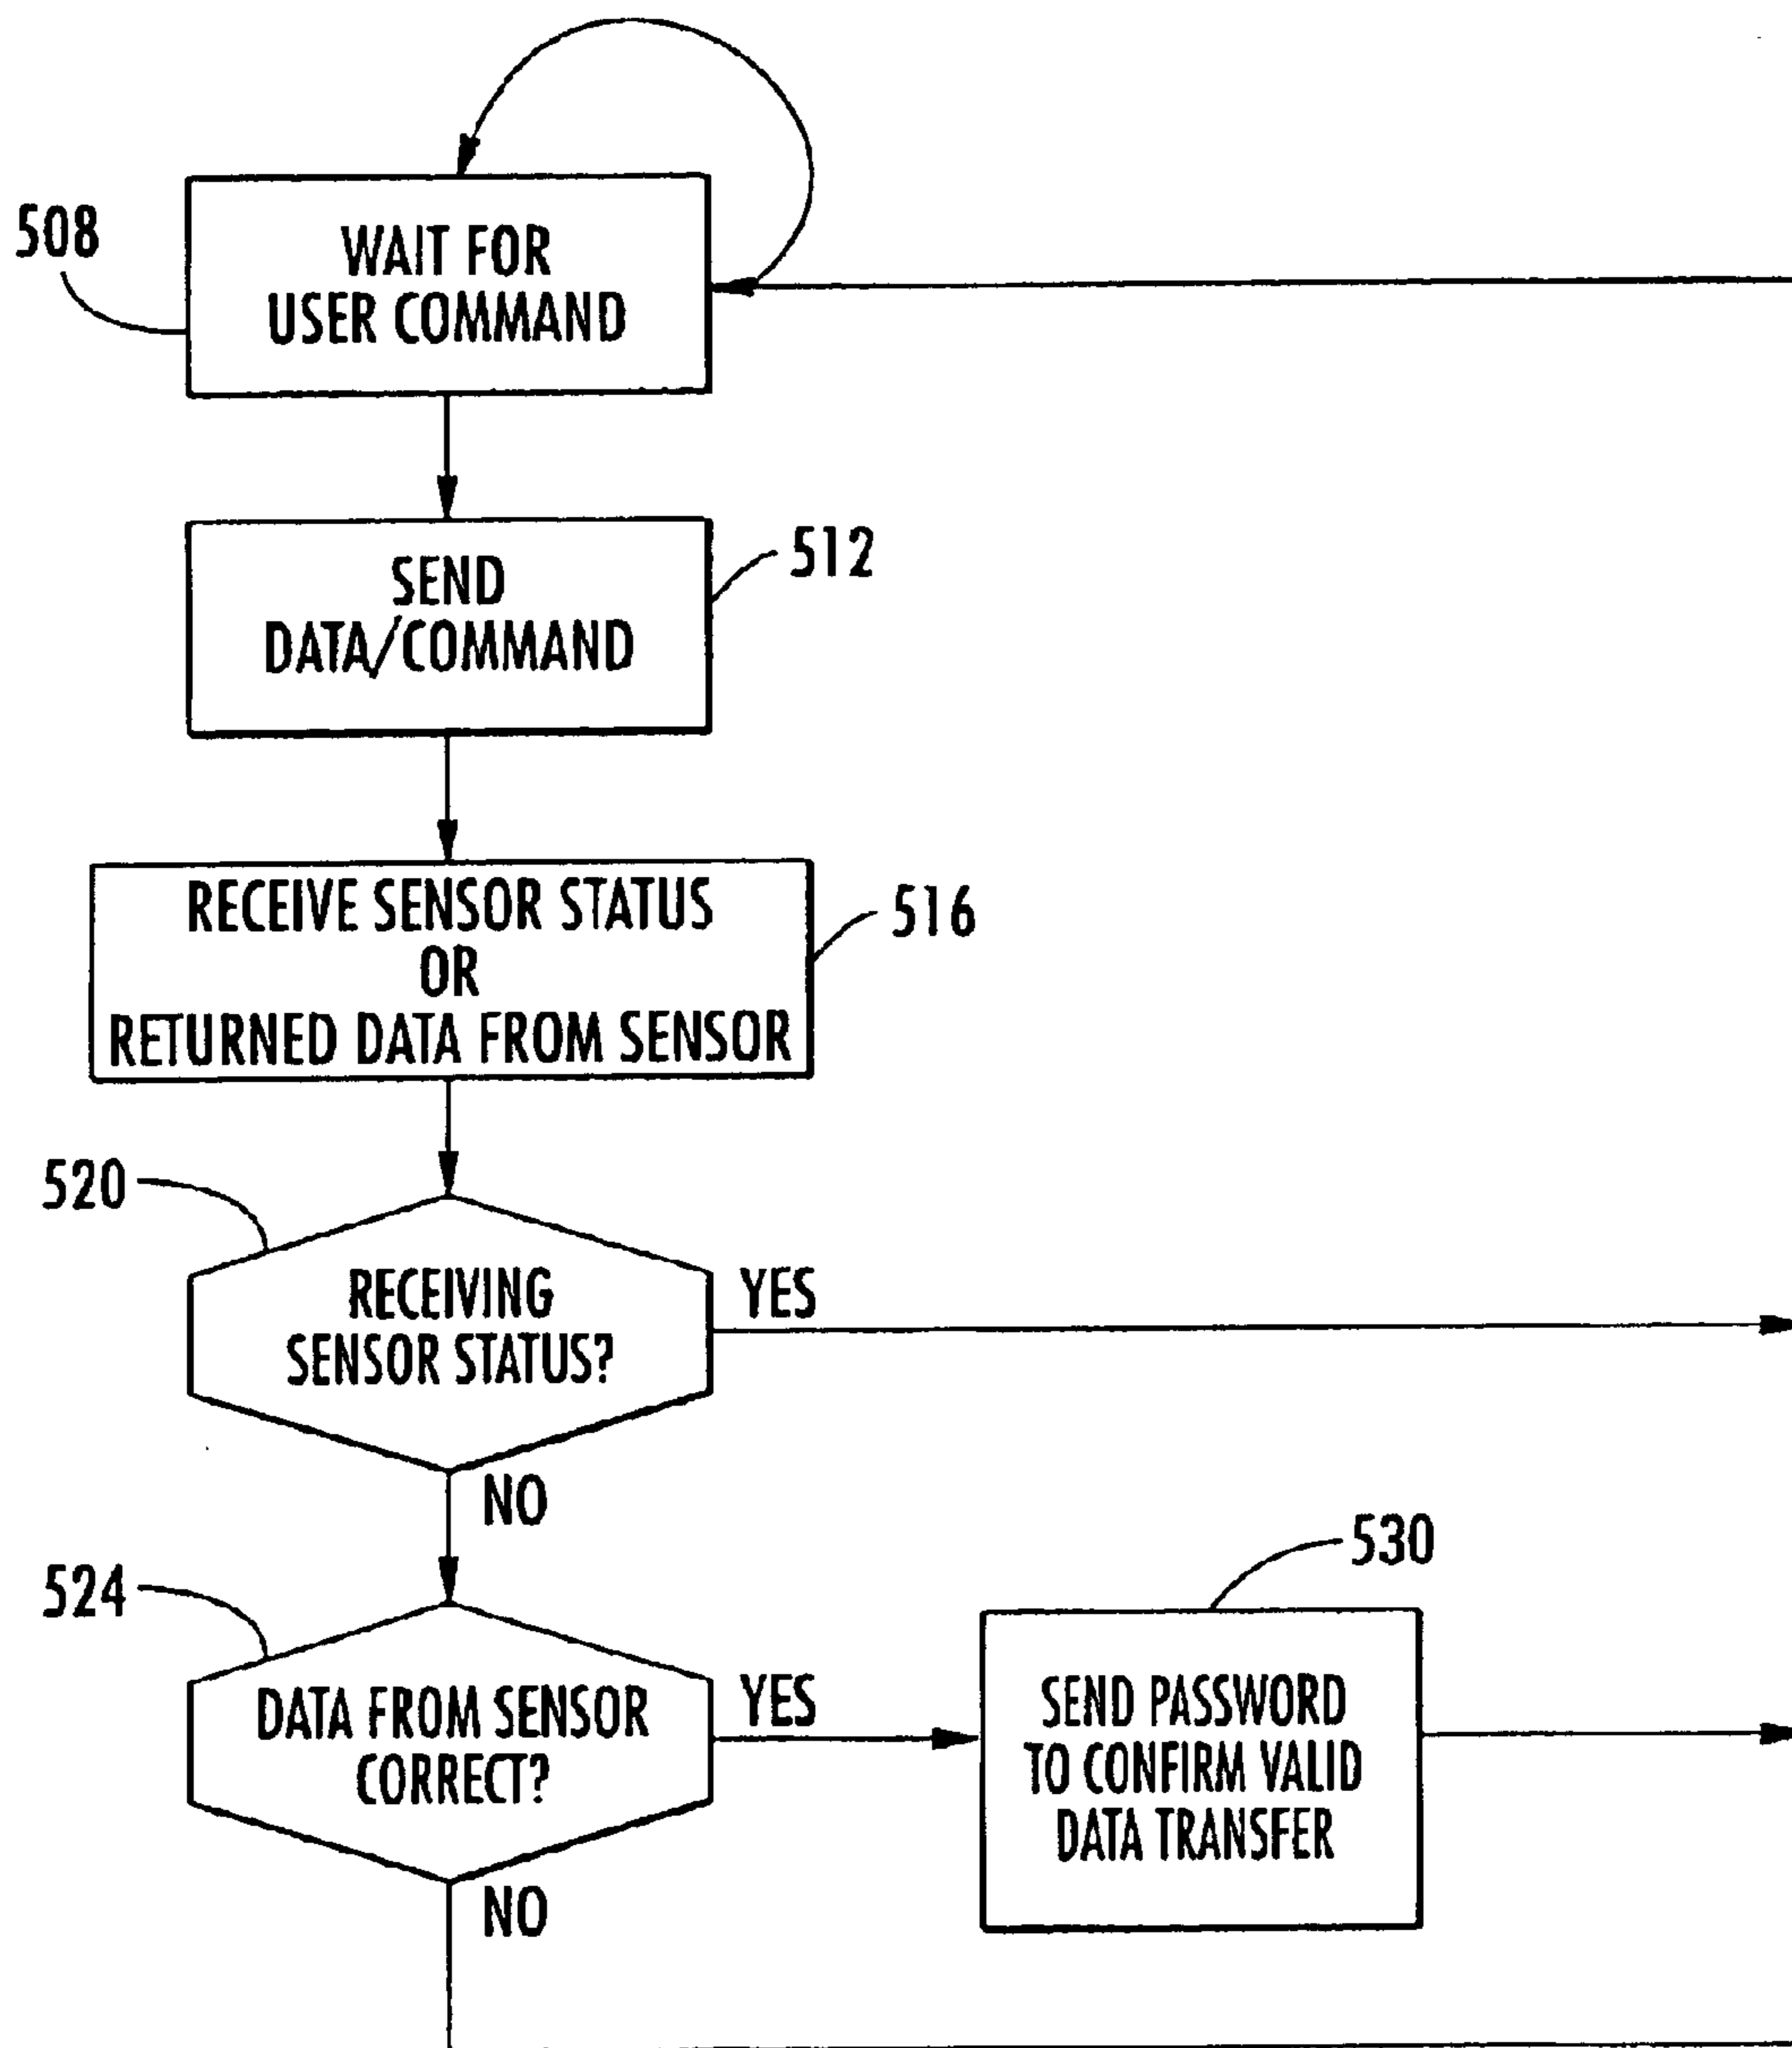 508
WAIT FOR
USER COMMAND
512
SEND
DATA/COMMAND
516
RECEIVE SENSOR STATUS
OR
RETURNED DATA FROM SENSOR
520
RECEIVING
SENSOR STATUS?
YES
NO
524
DATA FROM SENSOR
CORRECT?
YES
NO
530
SEND PASSWORD
TO CONFIRM VALID
DATA TRANSFER